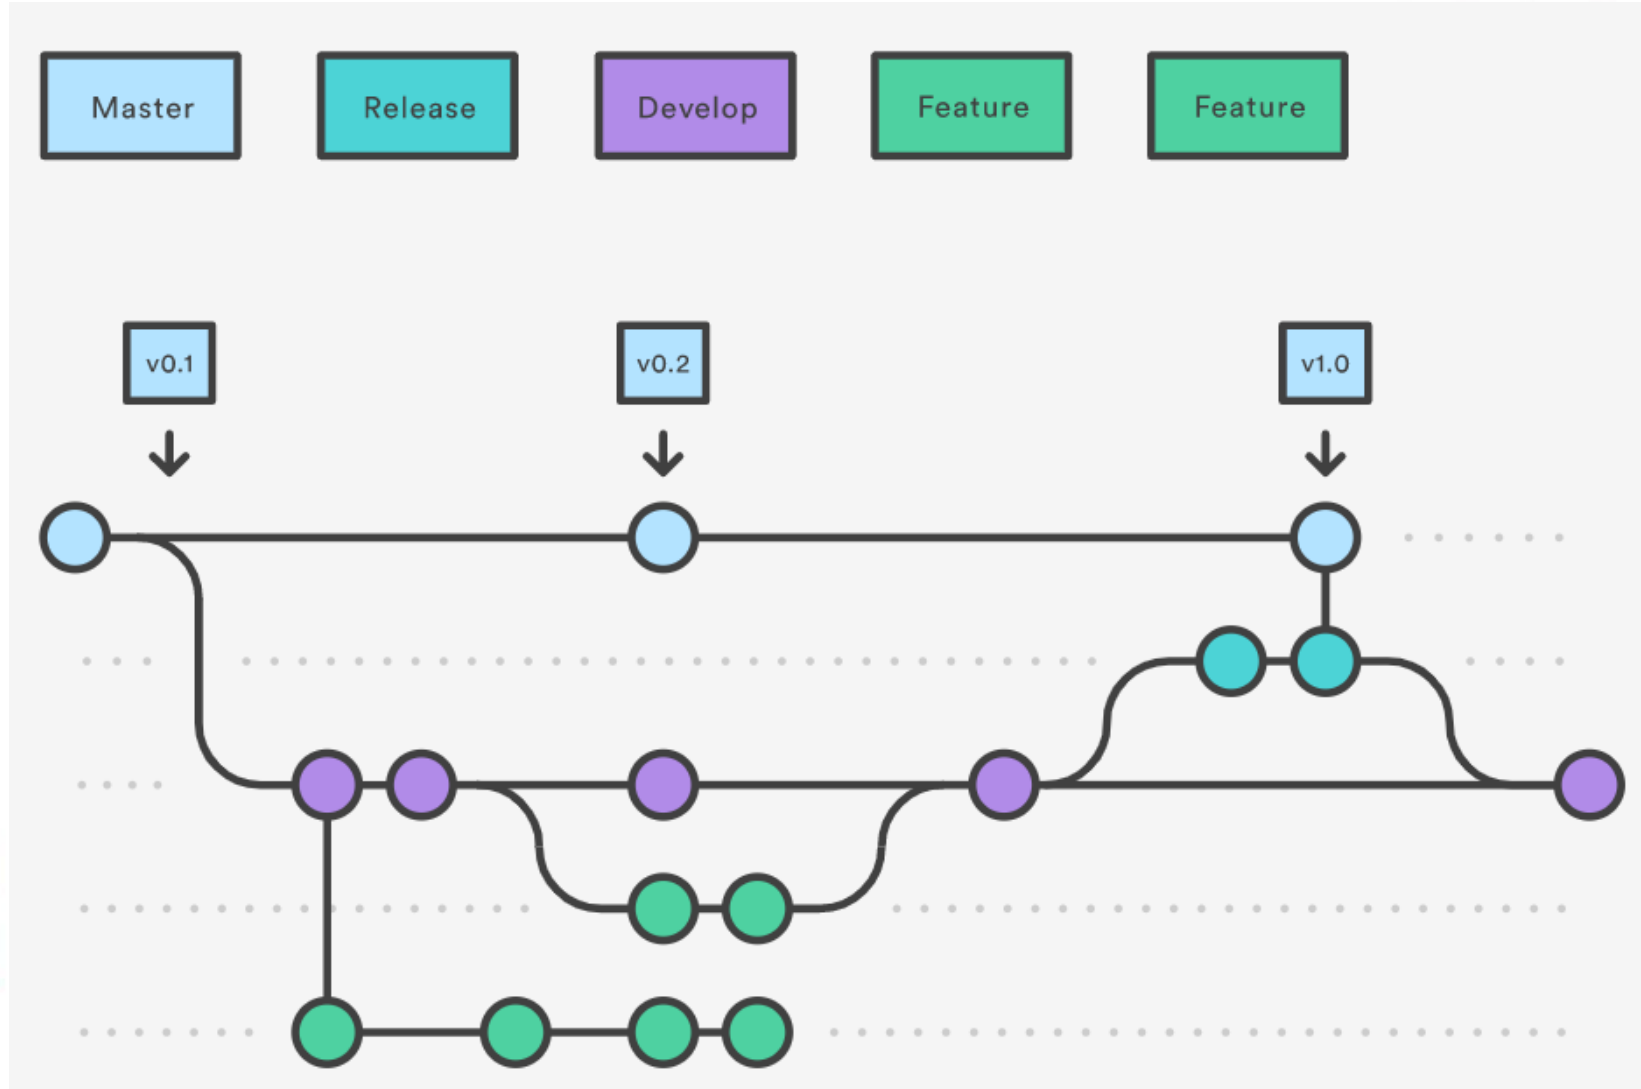 Master
Release
Develop
Feature
Feature
v0.1
v0.2
v1.0